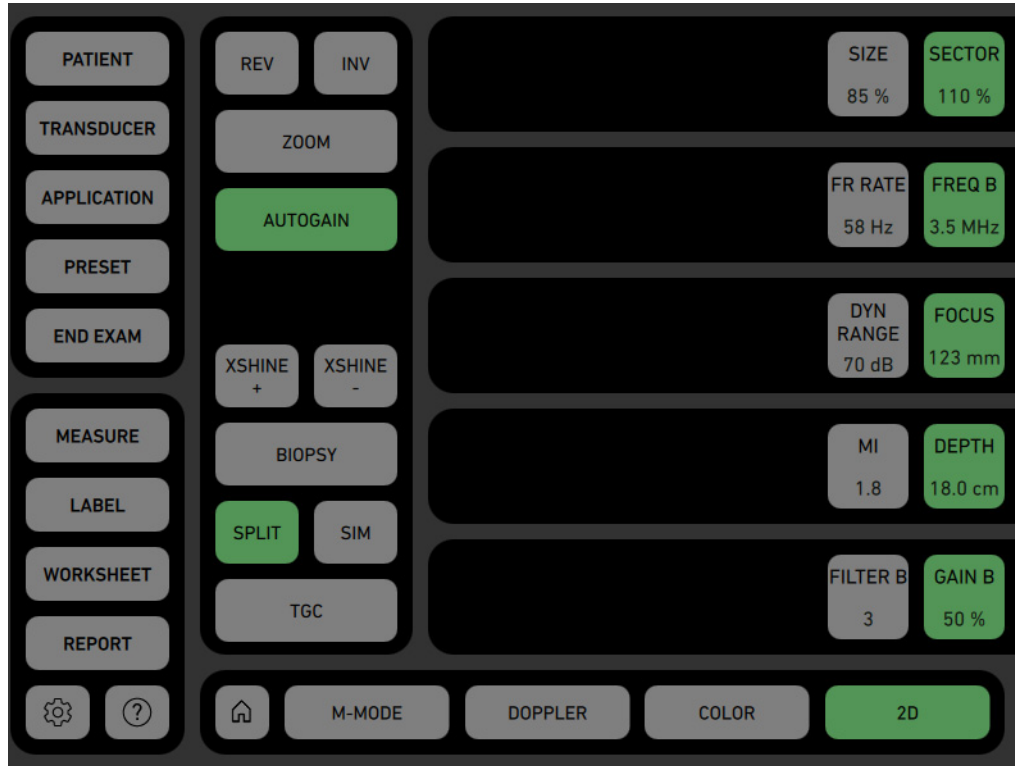 PATIENT
TRANSDUCER
APPLICATION
PRESET
END EXAM
MEASURE
LABEL
WORKSHEET
REPORT
?
REV INV
ZOOM
AUTOGAIN
XSHINE XSHINE
+ -
BIOPSY
SPLIT SIM
TGC
SIZE SECTOR
85 % 110 %
FR RATE FREQ B
58 Hz 3.5 MHz
DYN
RANGE FOCUS
70 dB 123 mm
MI DEPTH
1.8 18.0 cm
FILTER B GAIN B
3 50 %
M-MODE DOPPLER COLOR 2D